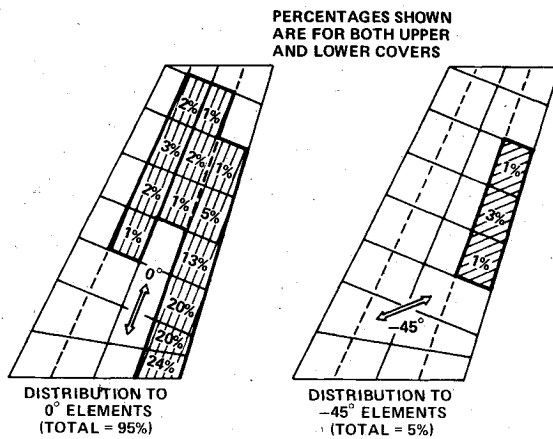 PERCENTAGES SHOWN
ARE FOR BOTH UPPER
AND LOWER COVERS
2% 1%
3% 2% 1%
2% 1% 5%
1%
13%
0°
20%
20%
24%
DISTRIBUTION TO
0° ELEMENTS
(TOTAL = 95%)
1%
3%
1%
−45°
DISTRIBUTION TO
−45° ELEMENTS
(TOTAL = 5%)